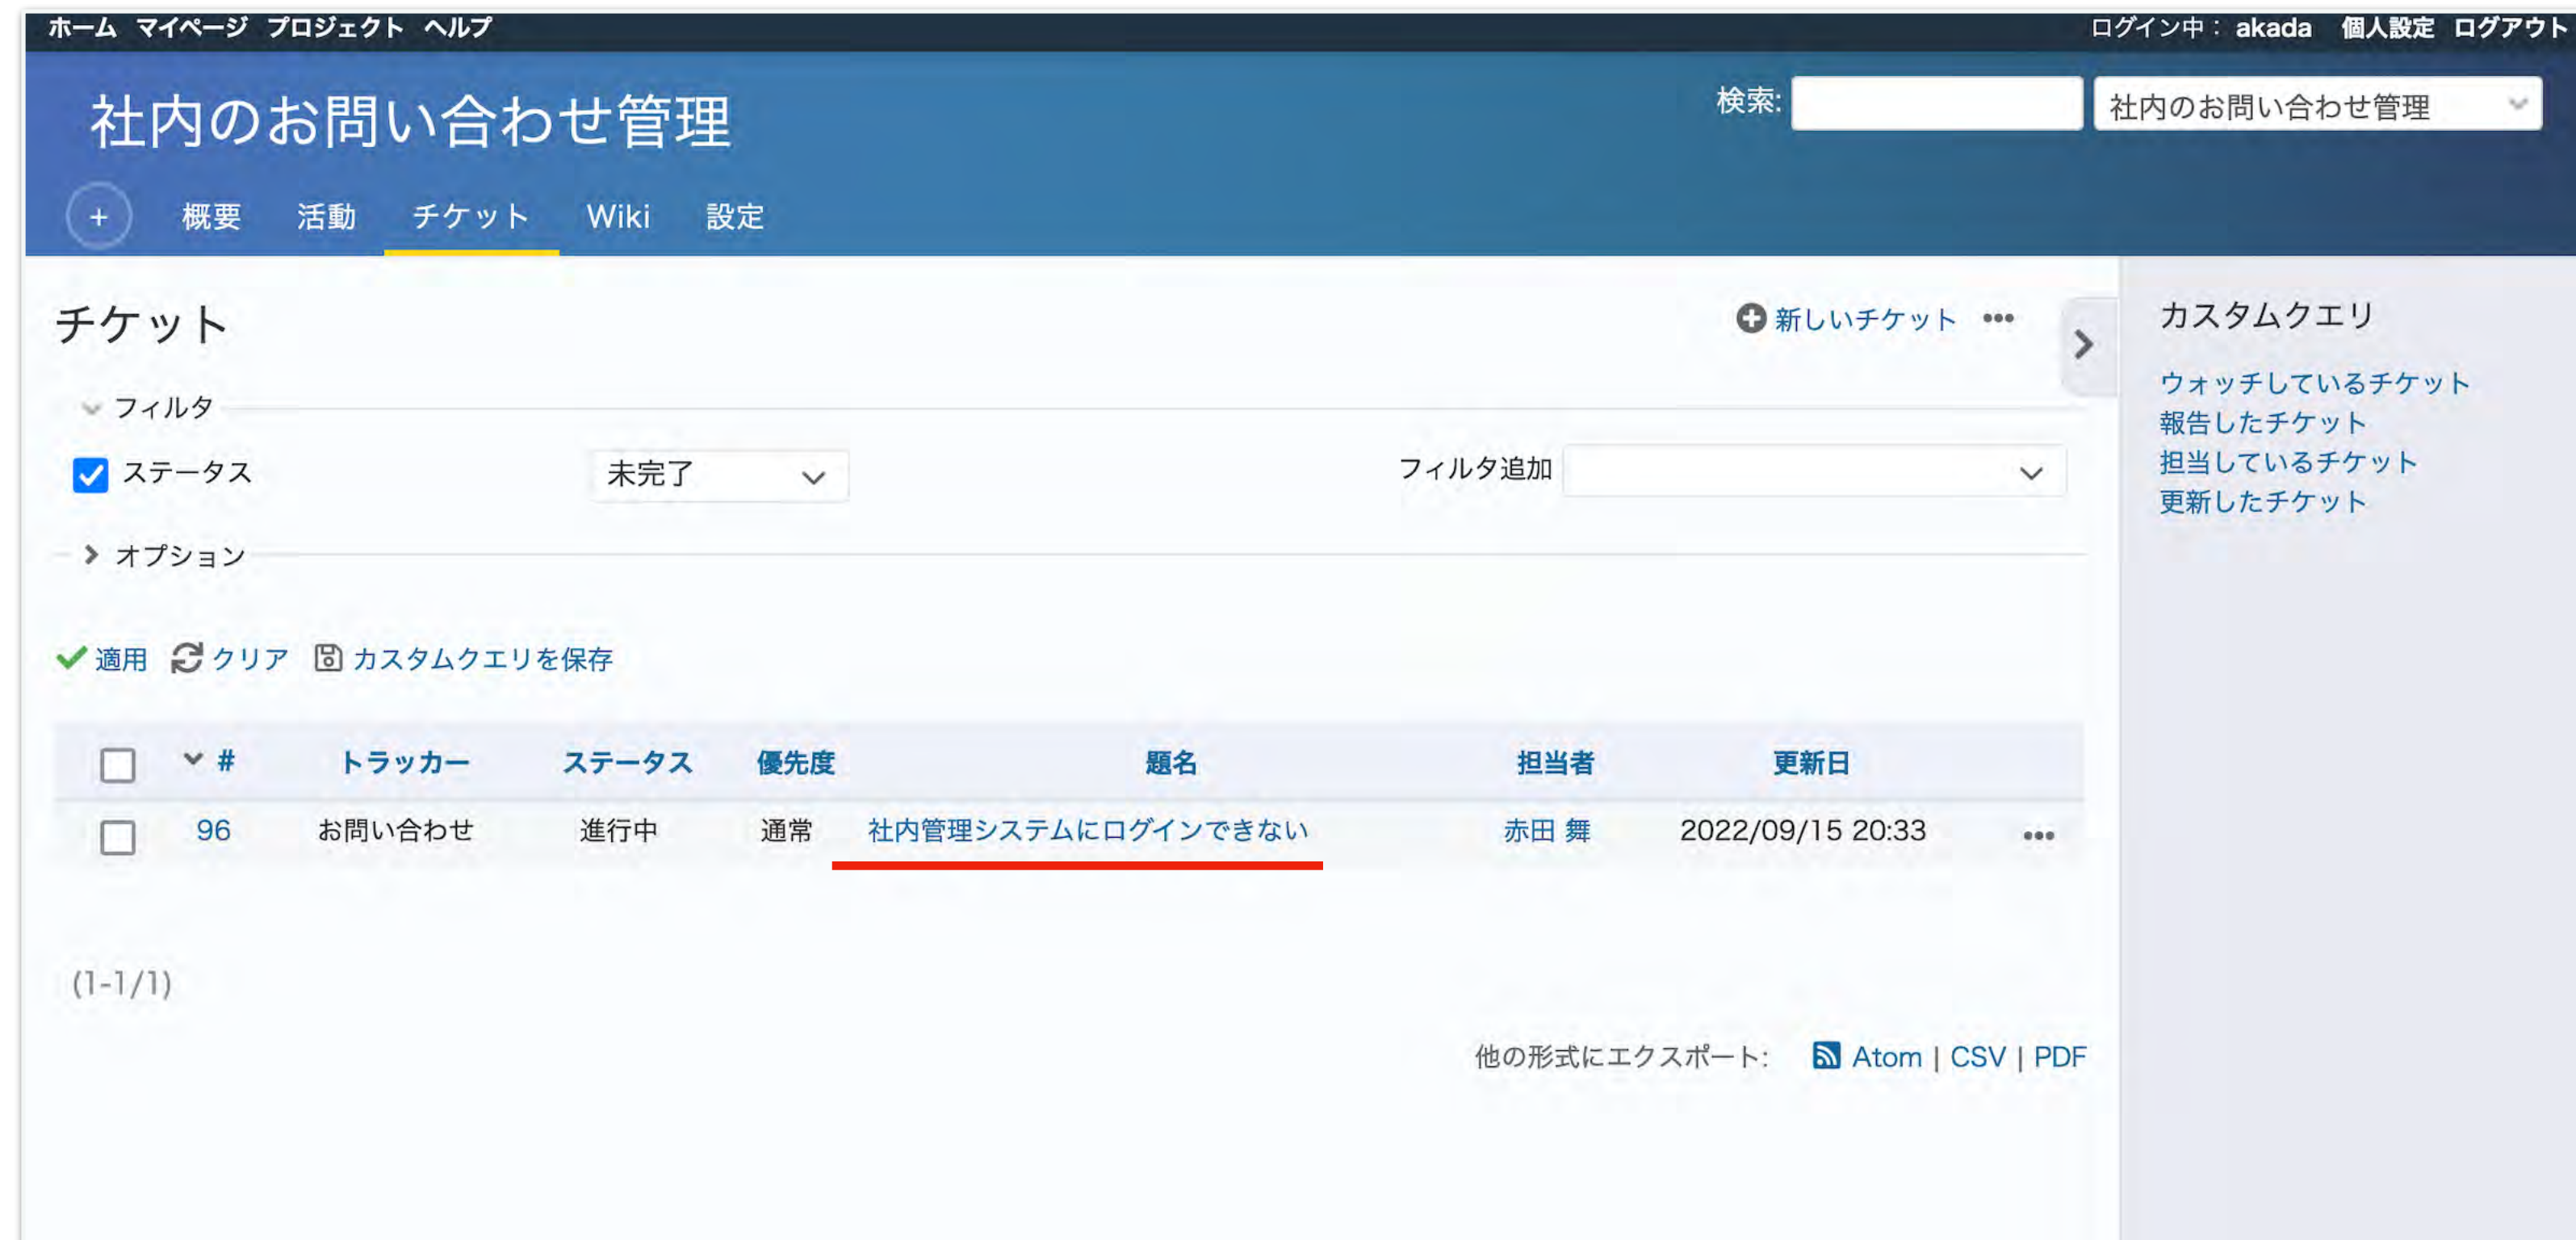 ホーム マイページ プロジェクト ヘルプ ログイン中： akada 個人設定 ログアウト
社内のお問い合わせ管理 検索: 社内のお問い合わせ管理
+ 概要 活動 チケット Wiki 設定
チケット
新しいチケット •••
フィルタ
ステータス 未完了 フィルタ追加
オプション
適用 クリア カスタムクエリを保存
# トラッカー ステータス 優先度 題名 担当者 更新日
96 お問い合わせ 進行中 通常 社内管理システムにログインできない 赤田 舞 2022/09/15 20:33 •••
(1-1/1)
他の形式にエクスポート: Atom | CSV | PDF
カスタムクエリ
ウォッチしているチケット
報告したチケット
担当しているチケット
更新したチケット